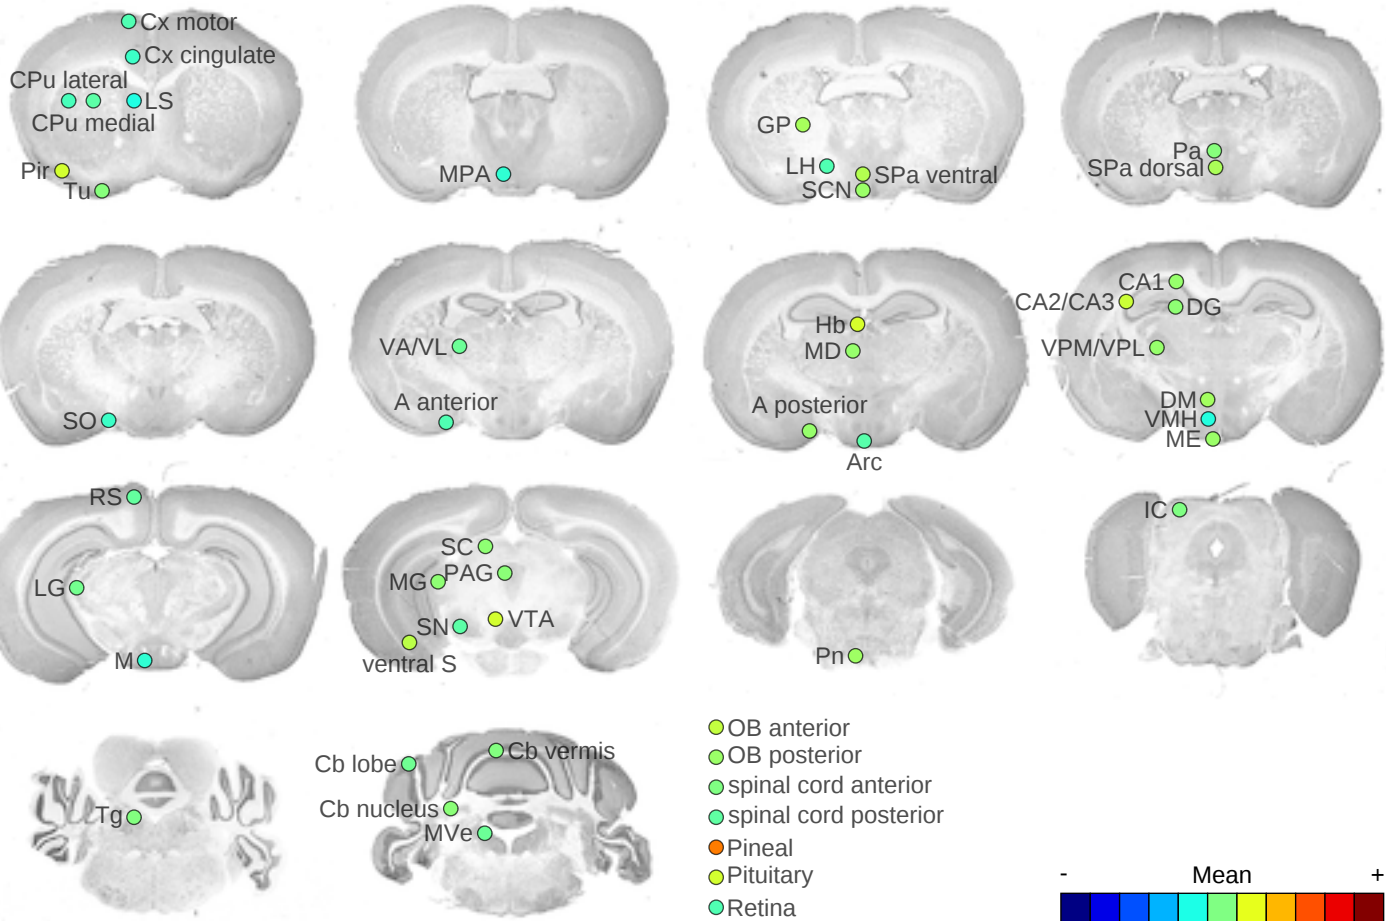 Cx motor
Cx cingulate
CPu lateral
LS
CPu medial
Pir
Tu
MPA
GP
LH
SPa ventral
SCN
Pa
SPa dorsal
SO
VA/VL
A anterior
Hb
MD
A posterior
Arc
CA1
CA2/CA3
DG
VPM/VPL
DM
VMH
ME
RS
LG
M
SC
PAG
MG
VTA
SN
ventral S
Pn
IC
Tg
Cb vermis
Cb lobe
Cb nucleus
MVe
OB anterior
OB posterior
spinal cord anterior
spinal cord posterior
Pineal
Pituitary
Retina
- Mean +